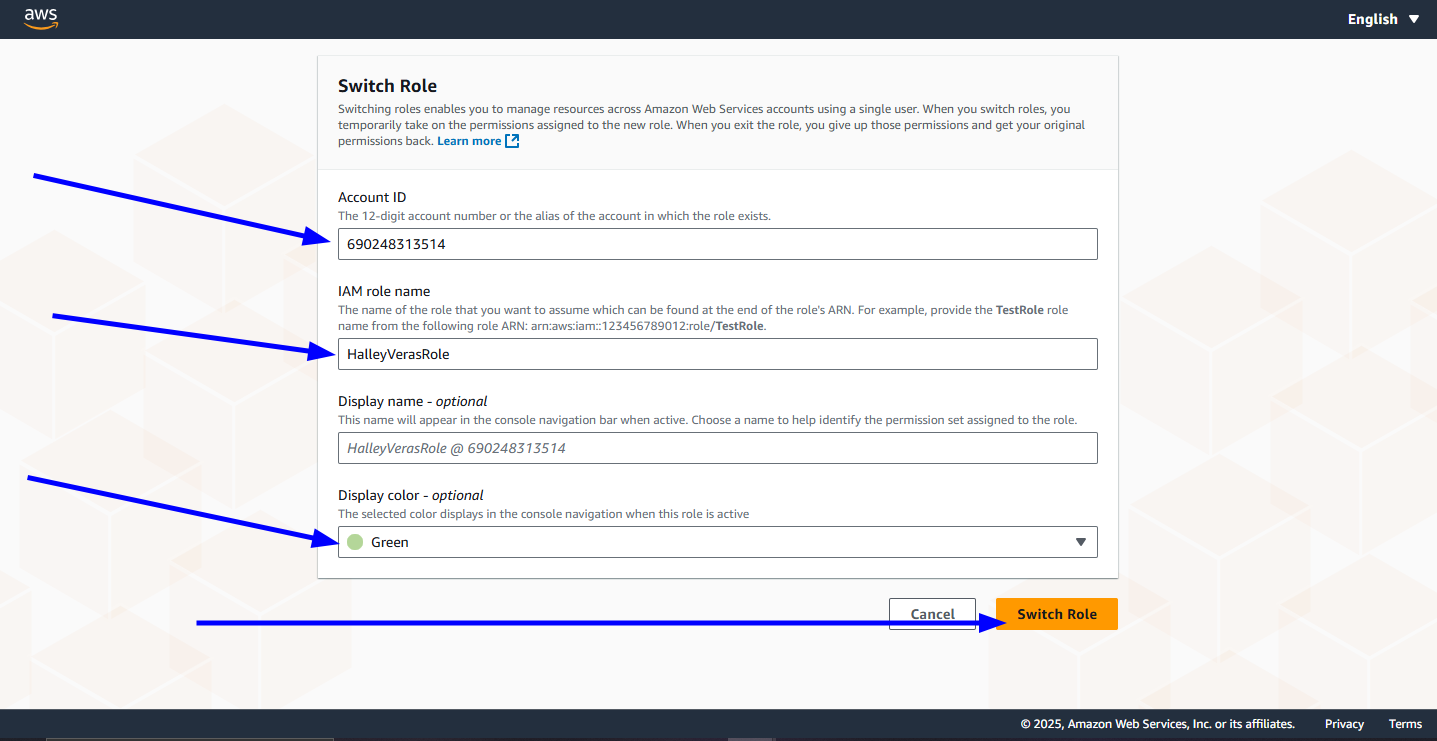 aws
English
Switch Role
Switching roles enables you to manage resources across Amazon Web Services accounts using a single user. When you switch roles, you
temporarily take on the permissions assigned to the new role. When you exit the role, you give up those permissions and get your original
permissions back. Learn more
Account ID
The 12-digit account number or the alias of the account in which the role exists.
690248313514
IAM role name
The name of the role that you want to assume which can be found at the end of the role's ARN. For example, provide the TestRole role
name from the following role ARN: arn:aws:iam::123456789012:role/TestRole.
HalleyVerasRole
Display name - optional
This name will appear in the console navigation bar when active. Choose a name to help identify the permission set assigned to the role.
HalleyVerasRole @ 690248313514
Display color - optional
The selected color displays in the console navigation when this role is active
Green
Cancel Switch Role
© 2025, Amazon Web Services, Inc. or its affiliates. Privacy Terms